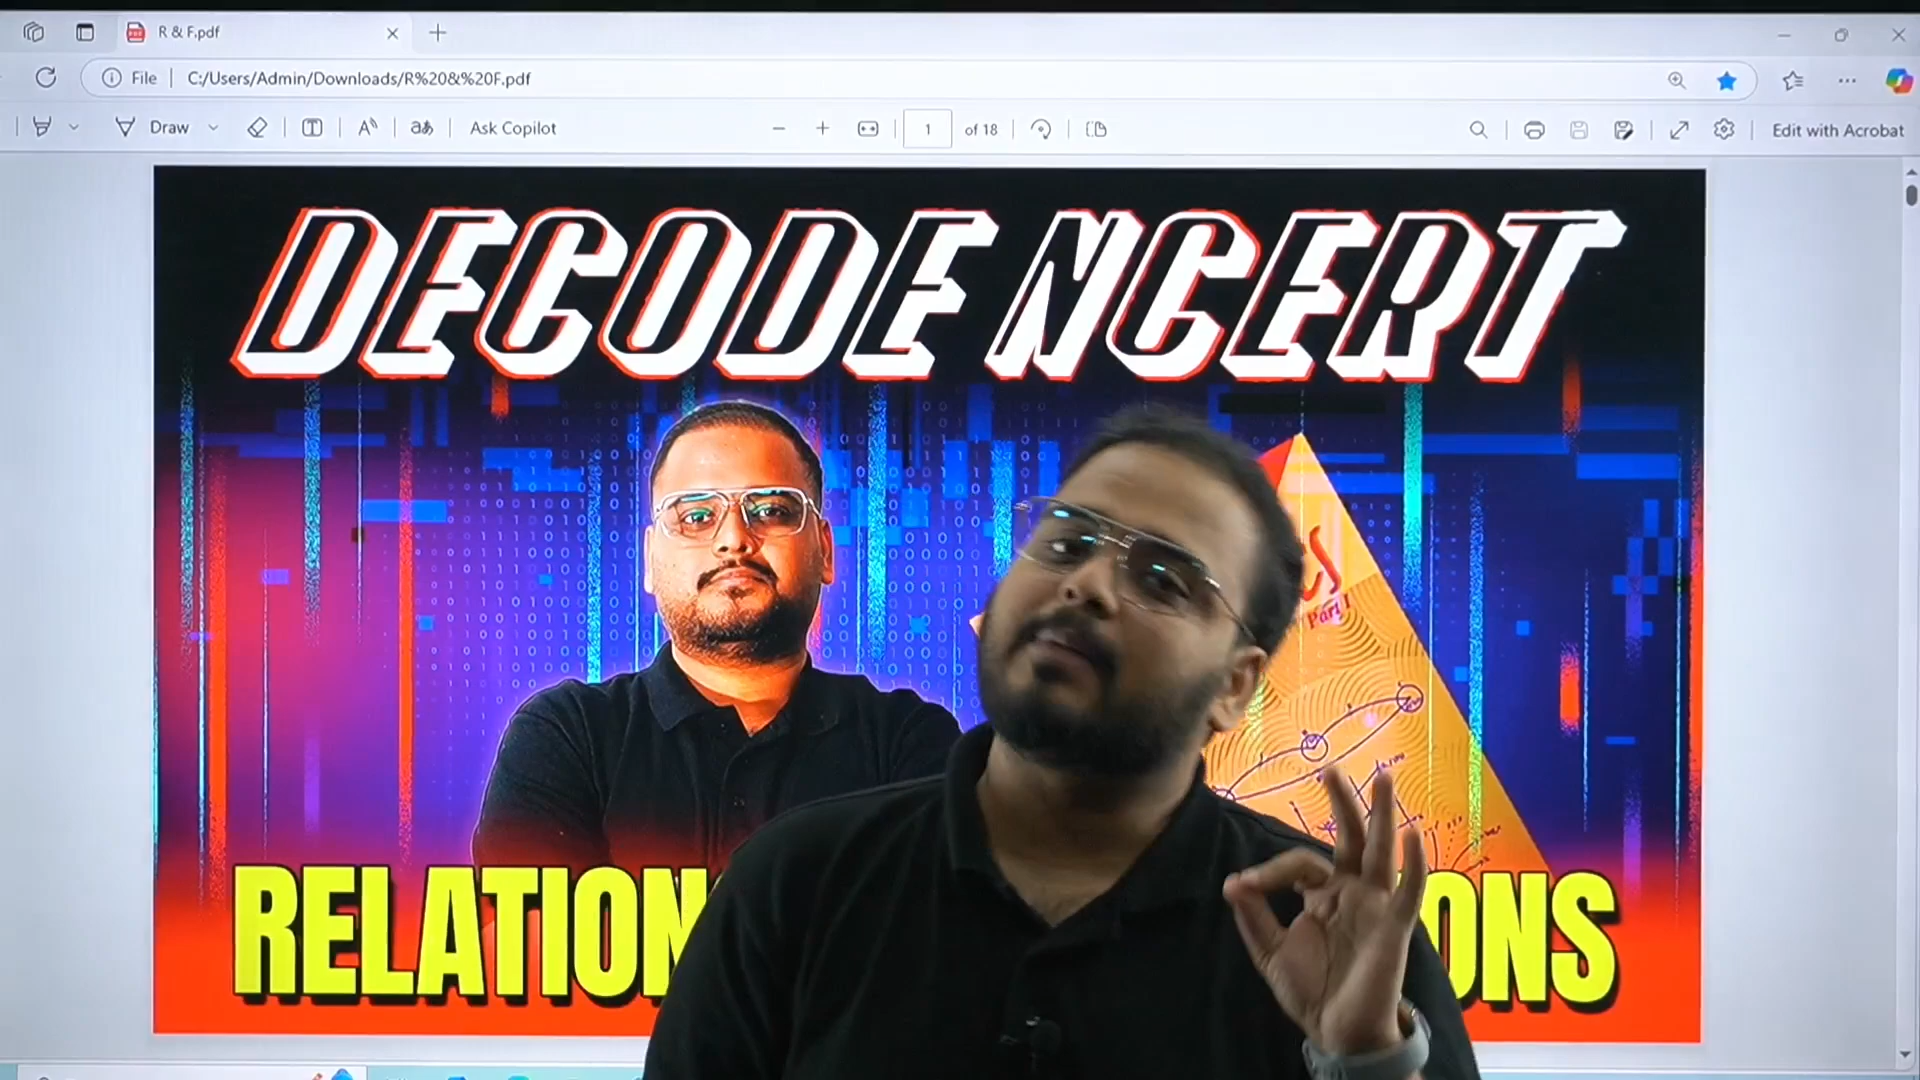 R & F.pdf
File C:/Users/Admin/Downloads/R%20&%20F.pdf
Draw Ask Copilot 1 of 18 Edit with Acrobat
DECODE NCERT
Part I
RELATION ONS